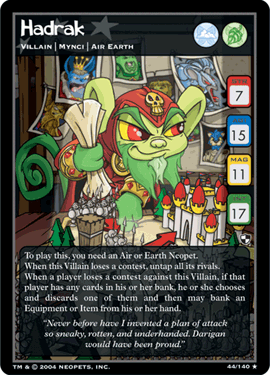 Hadrak
VILLAIN | MYNCI | AIR EARTH
7
15
MAG
11
17
To play this, you need an Air or Earth Neopet.
When this Villain loses a contest, untap all its rivals.
When a player loses a contest against this Villain, if that
player has any cards in his or her bank, he or she chooses
and discards one of them and then may bank an
Equipment or Item from his or her hand.
"Never before have I invented a plan of attack
so sneaky, rotten, and underhanded. Darigan
would have been proud."
TM & © 2004 NEOPETS, INC.
44/140 ★